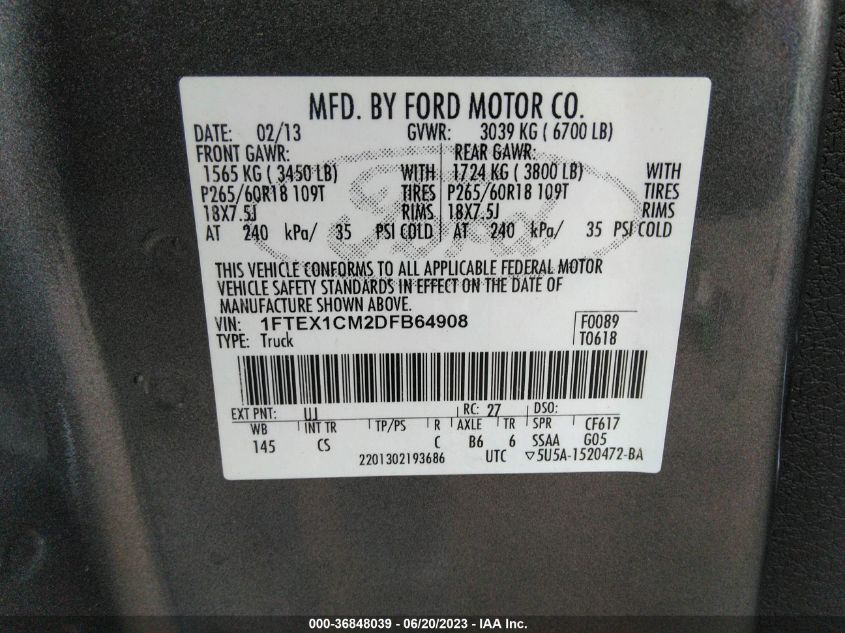 MFD. BY FORD MOTOR CO.
DATE: 02/13 GVWR: 3039 KG ( 6700 LB)
FRONT GAWR: REAR GAWR:
1565 KG ( 3450 LB) WITH 1724 KG ( 3800 LB) WITH
P265/60R18 109T TIRES P265/60R18 109T TIRES
18X7.5J RIMS 18X7.5J RIMS
AT 240 kPa/ 35 PSI COLD AT 240 kPa/ 35 PSI COLD
Ford
THIS VEHICLE CONFORMS TO ALL APPLICABLE FEDERAL MOTOR
VEHICLE SAFETY STANDARDS IN EFFECT ON THE DATE OF
MANUFACTURE SHOWN ABOVE.
VIN: 1FTEX1CM2DFB64908 F0089
TYPE: Truck T0618
EXT PNT: UJ RC: 27 DSO:
WB INT TR TP/PS R AXLE TR SPR CF617
145 CS C B6 6 SSAA G05
2201302193686 UTC ▽5U5A-1520472-BA
000-36848039 - 06/20/2023 - IAA Inc.